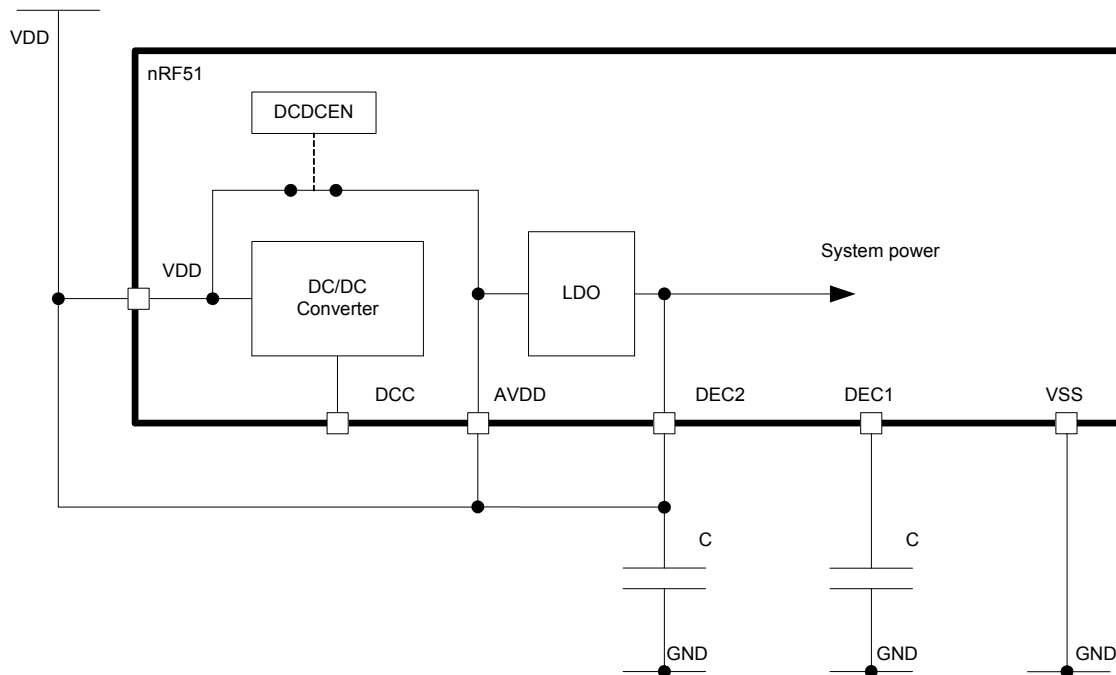 VDD
nRF51
DCDCEN
VDD
DC/DC
Converter
LDO
System power
DCC
AVDD
DEC2
DEC1
VSS
C
C
GND
GND
GND